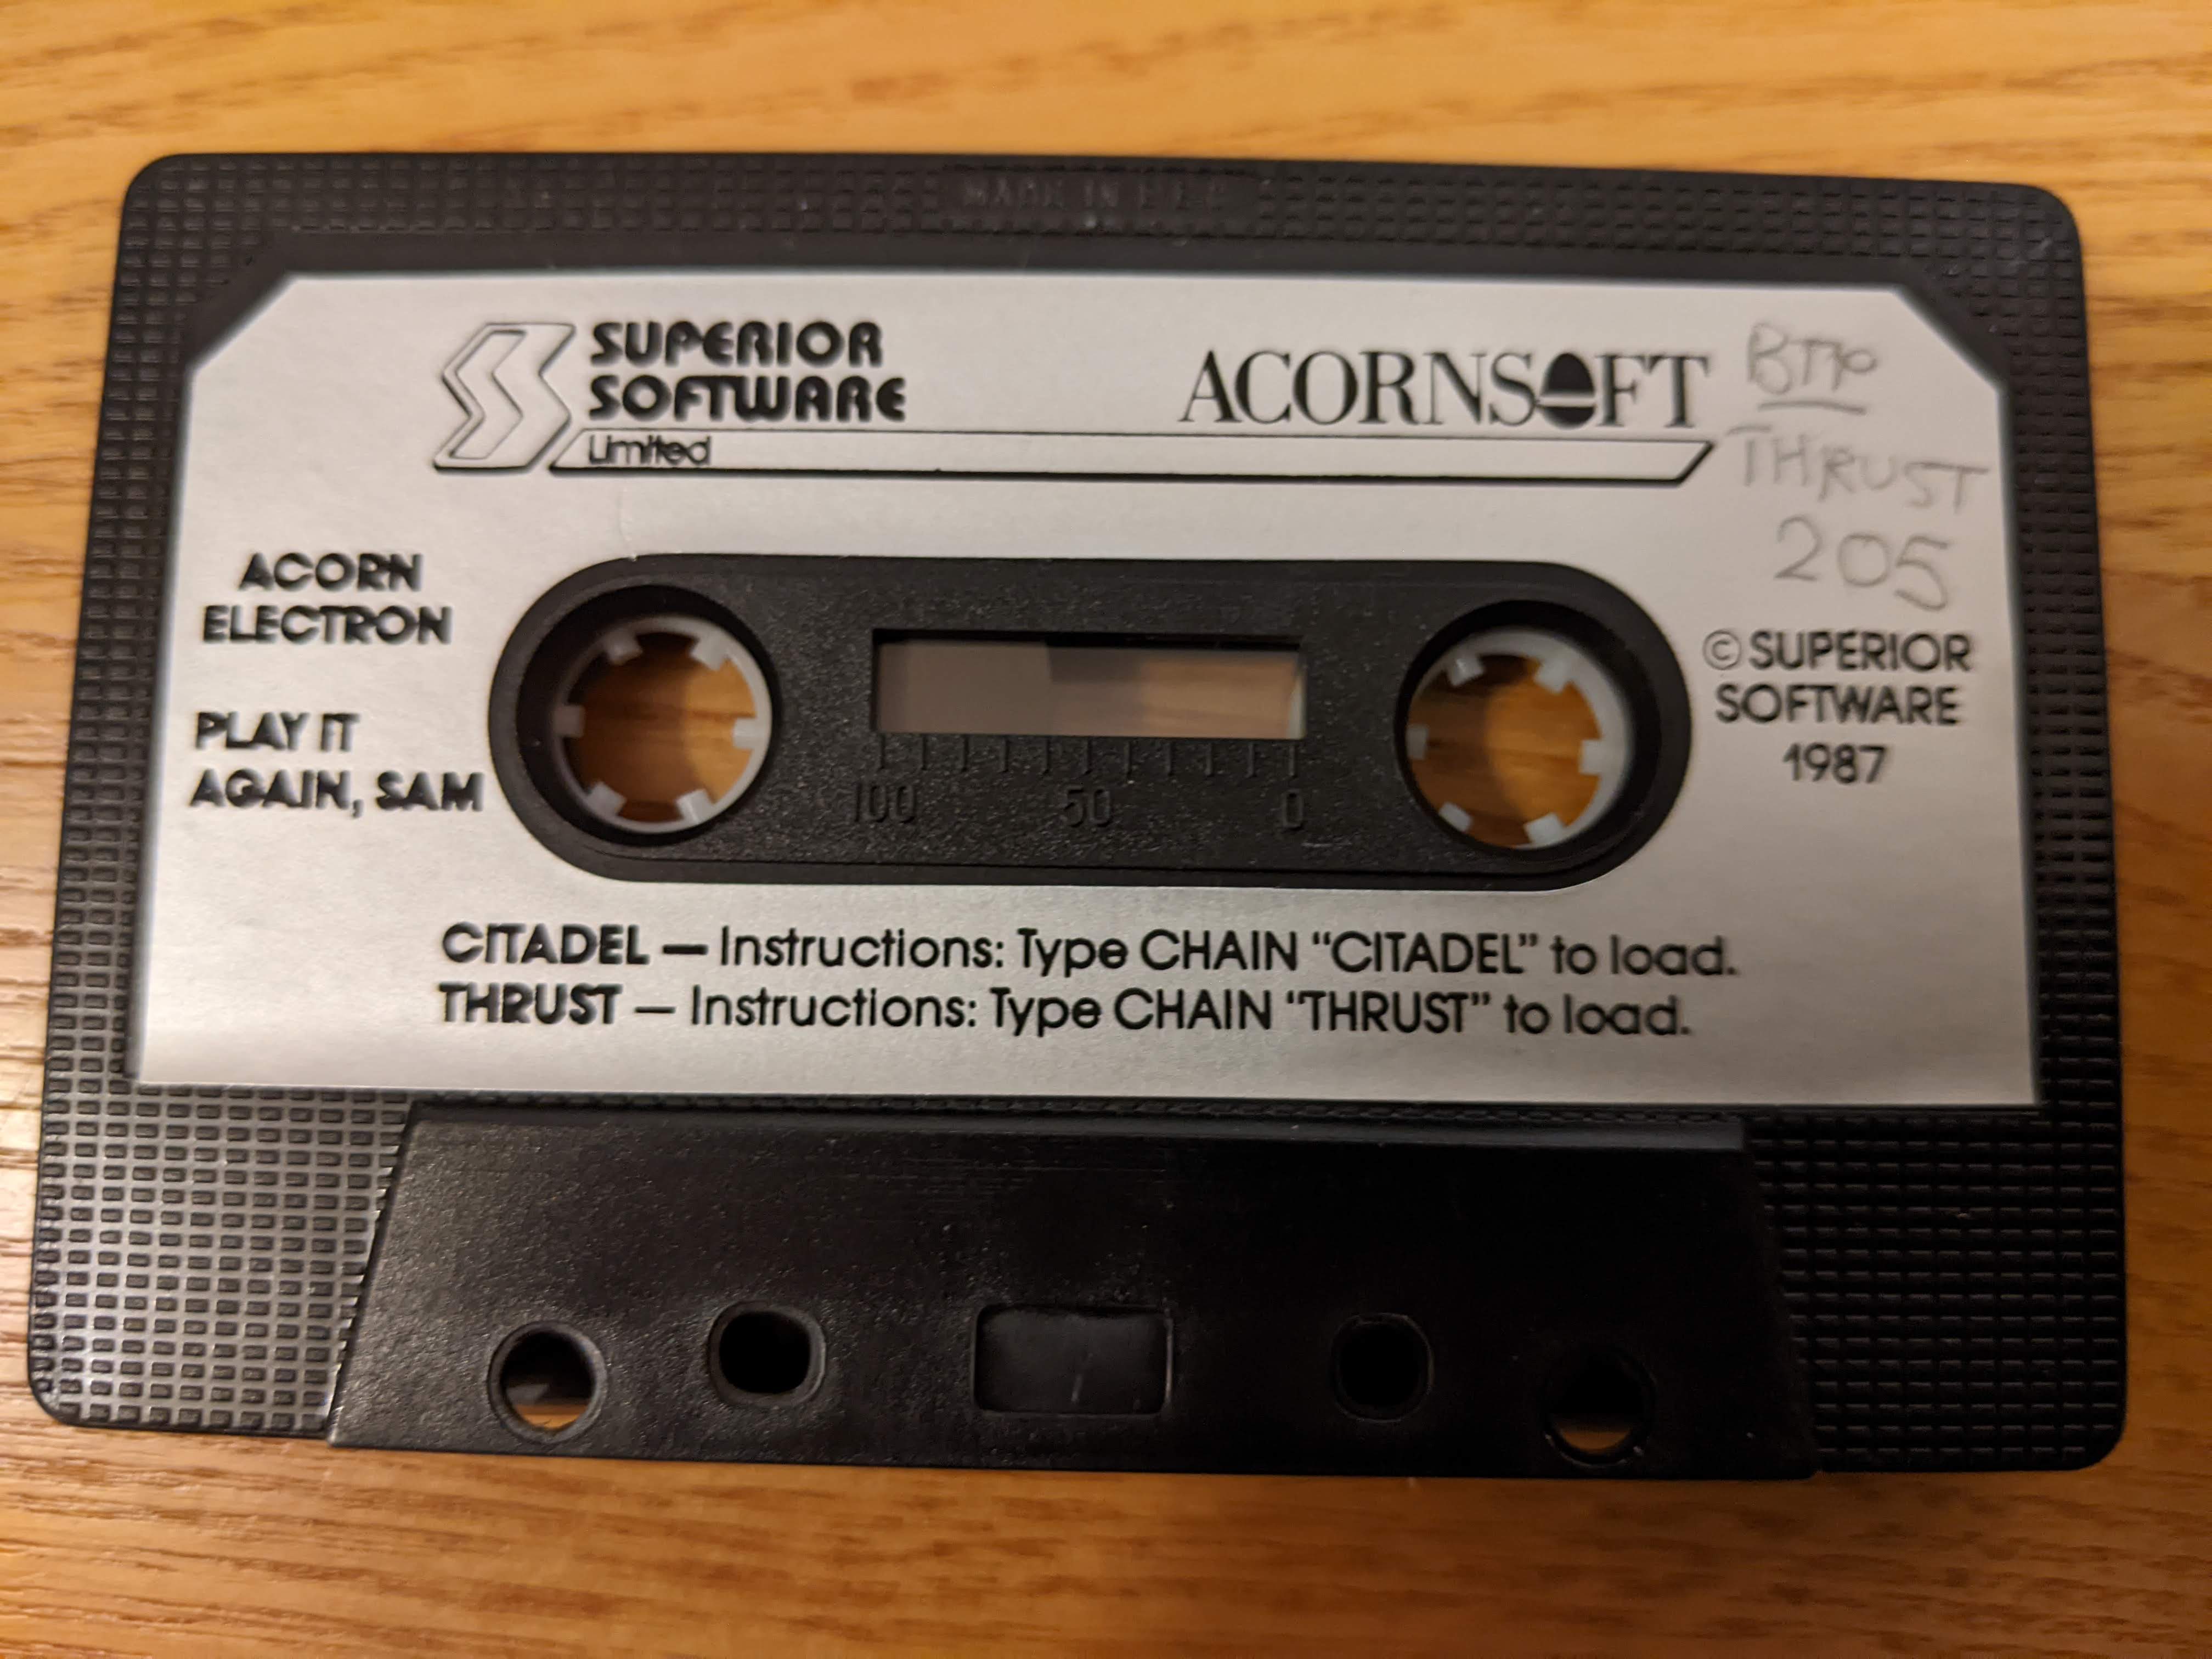 MADE IN E.E.C
SUPERIOR
SOFTWARE
Limited
ACORNSOFT
THRUST
205
ACORN
ELECTRON
PLAY IT
AGAIN, SAM
100 50 0
© SUPERIOR
SOFTWARE
1987
CITADEL — Instructions: Type CHAIN “CITADEL” to load.
THRUST — Instructions: Type CHAIN “THRUST” to load.